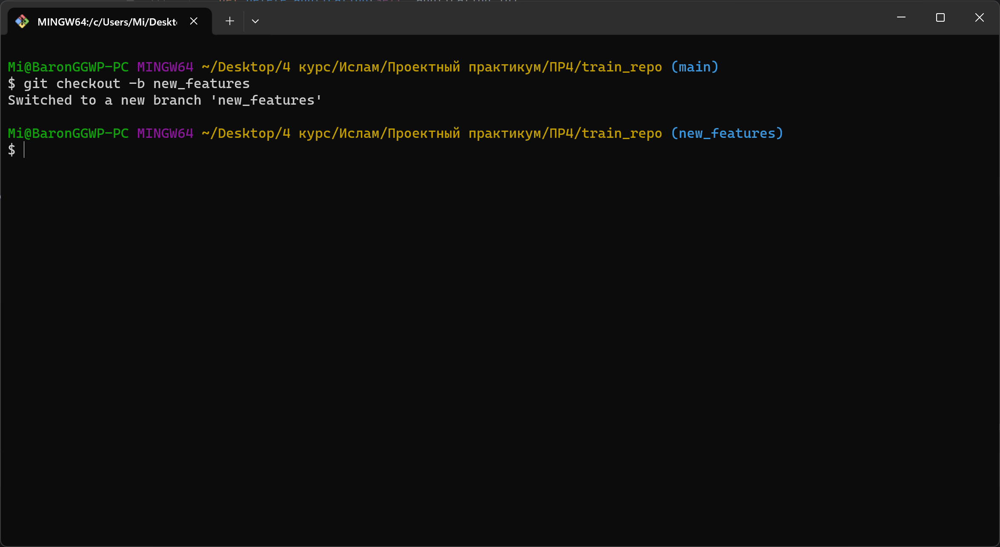 MINGW64:/c/Users/Mi/Deskt
Mi@BaronGGWP-PC MINGW64 ~/Desktop/4 курс/Ислам/Проектный практикум/ПР4/train_repo (main)
$ git checkout -b new_features
Switched to a new branch 'new_features'
Mi@BaronGGWP-PC MINGW64 ~/Desktop/4 курс/Ислам/Проектный практикум/ПР4/train_repo (new_features)
$